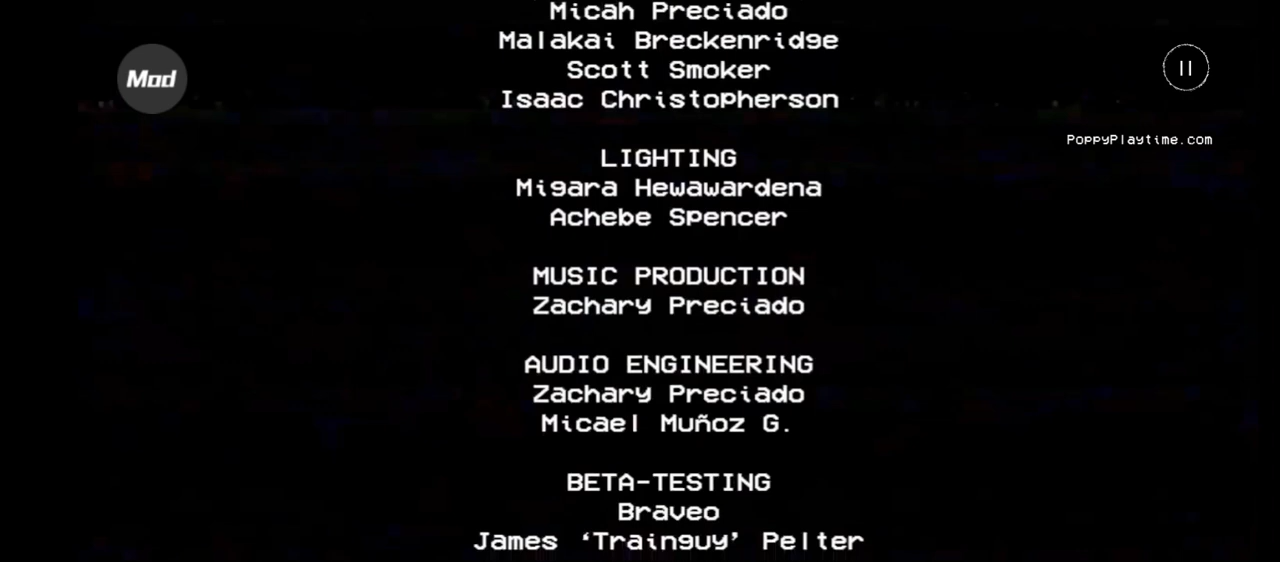 Micah Preciado
Malakai Breckenridge
Mod
Scott Smoker
Isaac Christopherson
PoppyPlaytime.com
LIGHTING
Migara Hewawardena
Achebe Spencer
MUSIC PRODUCTION
Zachary Preciado
AUDIO ENGINEERING
Zachary Preciado
Micael Muñoz G.
BETA-TESTING
Braveo
James ‘Trainguy’ Pelter